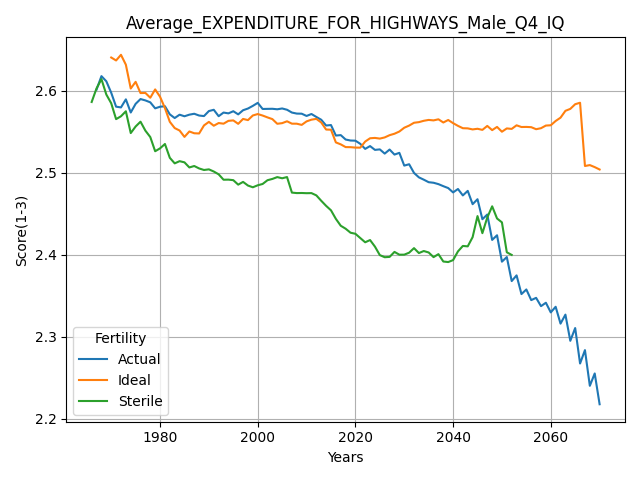 Average_EXPENDITURE_FOR_HIGHWAYS_Male_Q4_IQ
Score(1-3)
2.6
2.5
2.4
2.3
2.2
Fertility
Actual
Ideal
Sterile
1980 2000 2020 2040 2060
Years